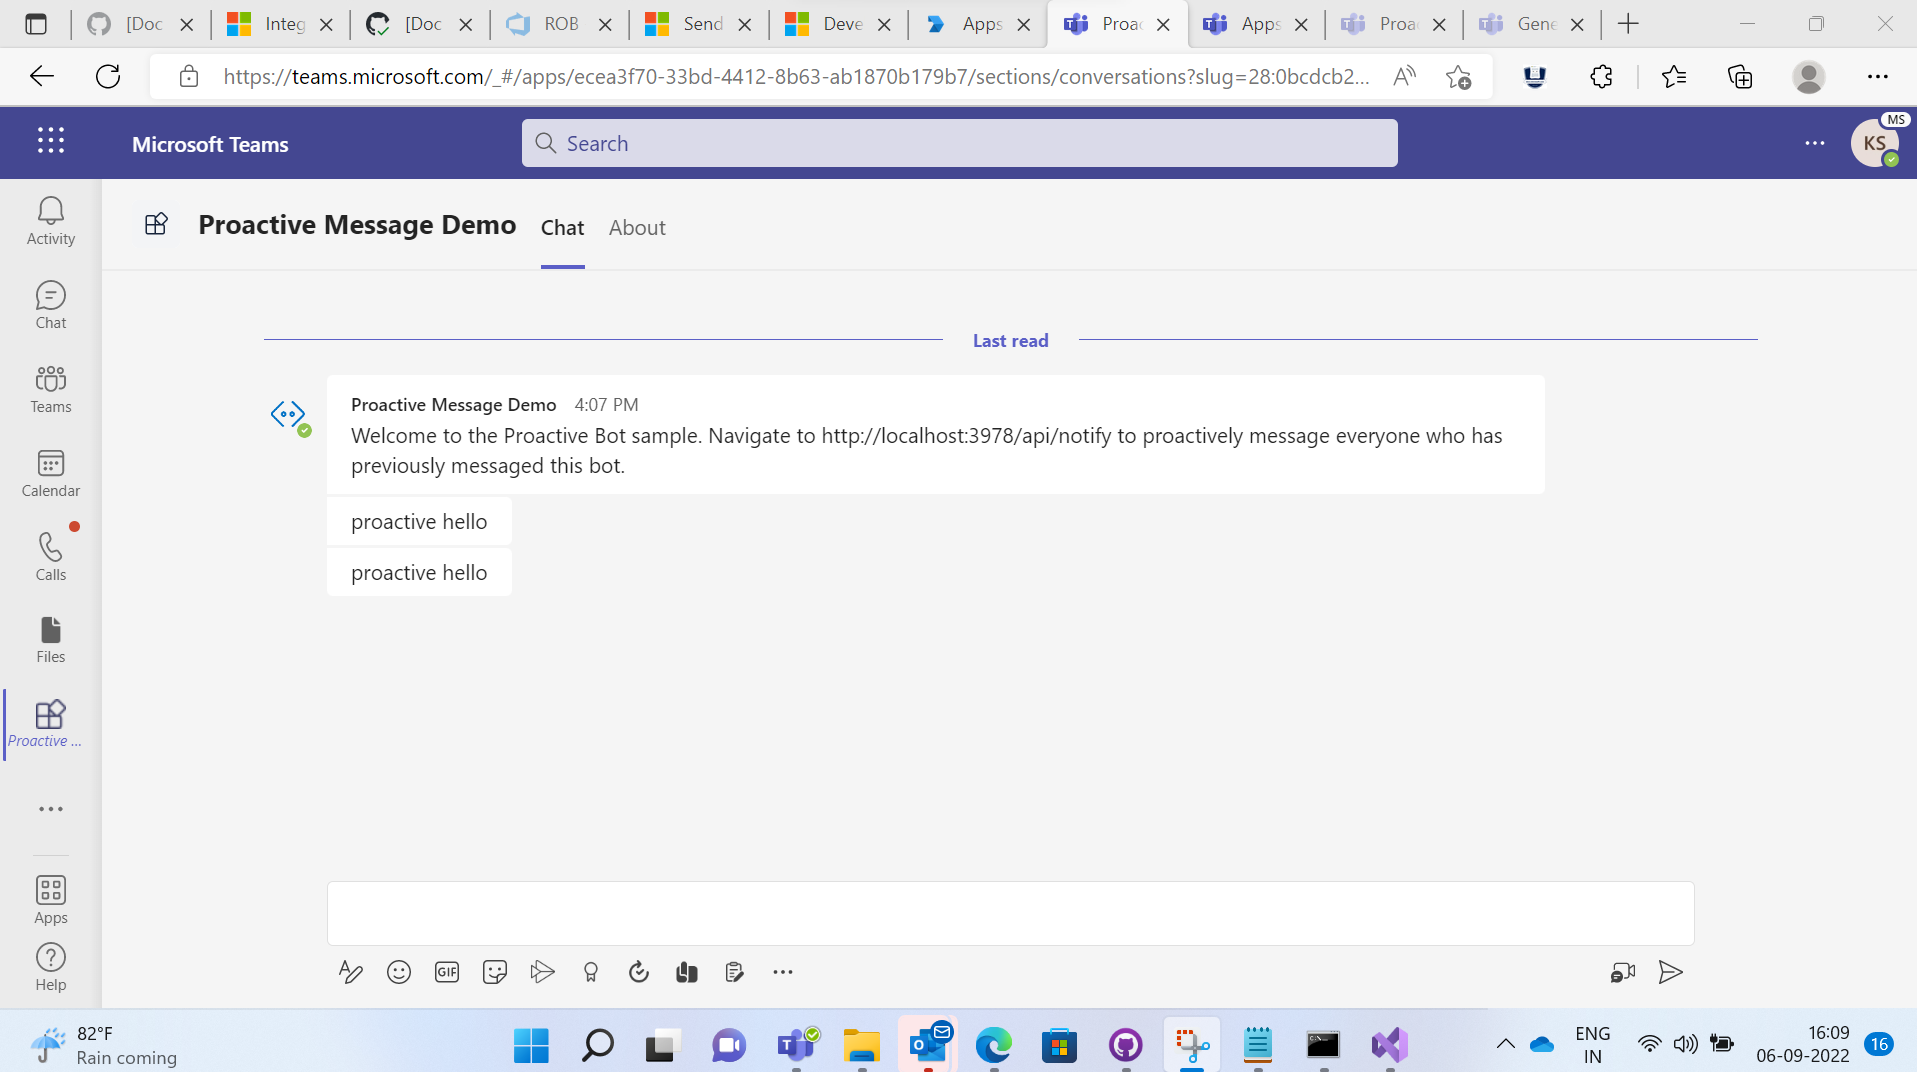 [Doc
Integ
[Doc
ROB
Send
Deve
Apps
Proac
Apps
Proac
Gene
https://teams.microsoft.com/_#/apps/ecea3f70-33bd-4412-8b63-ab1870b179b7/sections/conversations?slug=28:0bcdcb2...
Microsoft Teams
Search
MS
KS
Activity
Chat
Teams
Calendar
Calls
Files
Proactive ...
Apps
Help
Proactive Message Demo
Chat
About
Last read
Proactive Message Demo 4:07 PM
Welcome to the Proactive Bot sample. Navigate to http://localhost:3978/api/notify to proactively message everyone who has
previously messaged this bot.
proactive hello
proactive hello
GIF
82°F
Rain coming
ENG
IN
16:09
06-09-2022
16